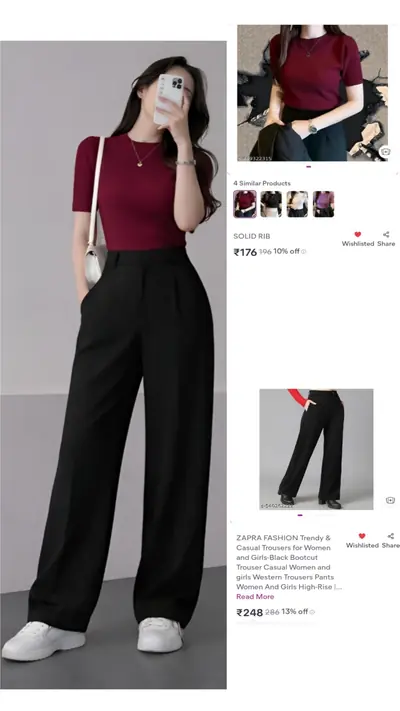 4 Similar Products
SOLID RIB
Wishlisted Share
₹176 196 10% off
ZAPRA FASHION Trendy &
Casual Trousers for Women
and Girls-Black Bootcut
Trouser Casual Women and
girls Western Trousers Pants
Women And Girls High-Rise |...
Read More
Wishlisted Share
₹248 286 13% off